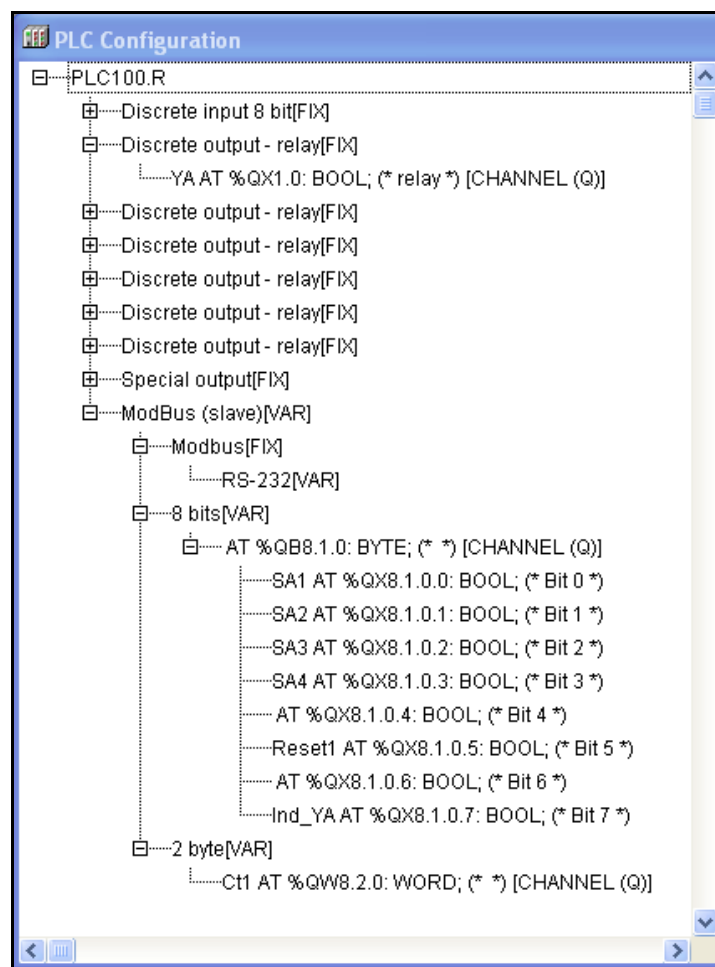 PLC Configuration
PLC100.R
Discrete input 8 bit[FIX]
Discrete output - relay[FIX]
YA AT %QX1.0: BOOL; (* relay *) [CHANNEL (Q)]
Discrete output - relay[FIX]
Discrete output - relay[FIX]
Discrete output - relay[FIX]
Discrete output - relay[FIX]
Discrete output - relay[FIX]
Special output[FIX]
ModBus (slave)[VAR]
Modbus[FIX]
RS-232[VAR]
8 bits[VAR]
AT %QB8.1.0: BYTE; (* *) [CHANNEL (Q)]
SA1 AT %QX8.1.0.0: BOOL; (* Bit 0 *)
SA2 AT %QX8.1.0.1: BOOL; (* Bit 1 *)
SA3 AT %QX8.1.0.2: BOOL; (* Bit 2 *)
SA4 AT %QX8.1.0.3: BOOL; (* Bit 3 *)
AT %QX8.1.0.4: BOOL; (* Bit 4 *)
Reset1 AT %QX8.1.0.5: BOOL; (* Bit 5 *)
AT %QX8.1.0.6: BOOL; (* Bit 6 *)
Ind_YA AT %QX8.1.0.7: BOOL; (* Bit 7 *)
2 byte[VAR]
Ct1 AT %QW8.2.0: WORD; (* *) [CHANNEL (Q)]